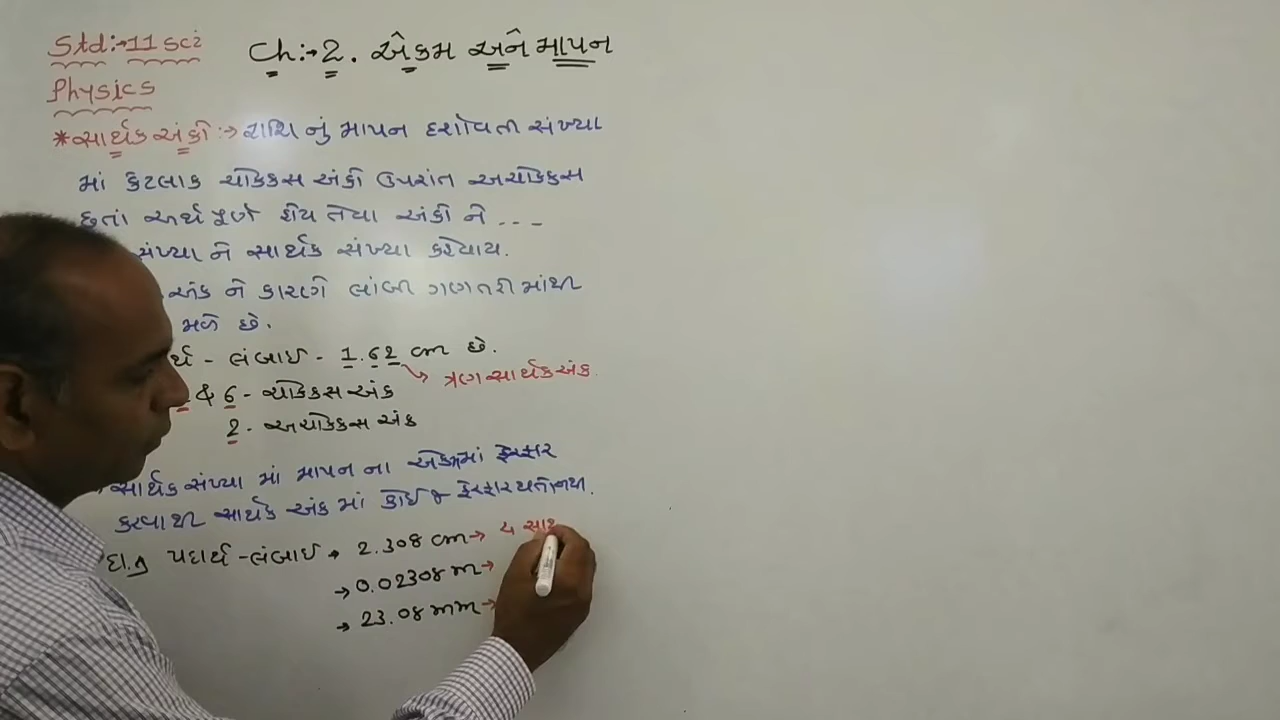 Std:→11 sci
Ch:→2. એકમ અને માપન
Physics
*સાર્થક અંકો:→ રાશિ નું માપન દર્શાવતી સંખ્યા
માં કેટલાક ચોક્કસ અંકો ઉપરાંત અચોક્કસ
છતાં અર્થ પૂર્ણ હોય તેવા અંકો ને ---
સંખ્યા ને સાર્થક સંખ્યા કહેવાય.
અંક ને કારણે લાંબી ગણતરી માંથી
મળે છે.
ર્થ - લંબાઈ - 1.62 cm છે.
→ ત્રણ સાર્થક અંક.
& 6 - ચોક્કસ અંક
2 - અચોક્કસ અંક
સાર્થક સંખ્યા માં માપન ના એકમમાં ફેરફાર
કરવાથી સાર્થક અંક માં કોઈ જ ફેરફાર થતો નથી.
દા.ત પદાર્થ - લંબાઈ → 2.308 cm → ૪ સાથ
→ 0.02308 m →
→ 23.08 mm →